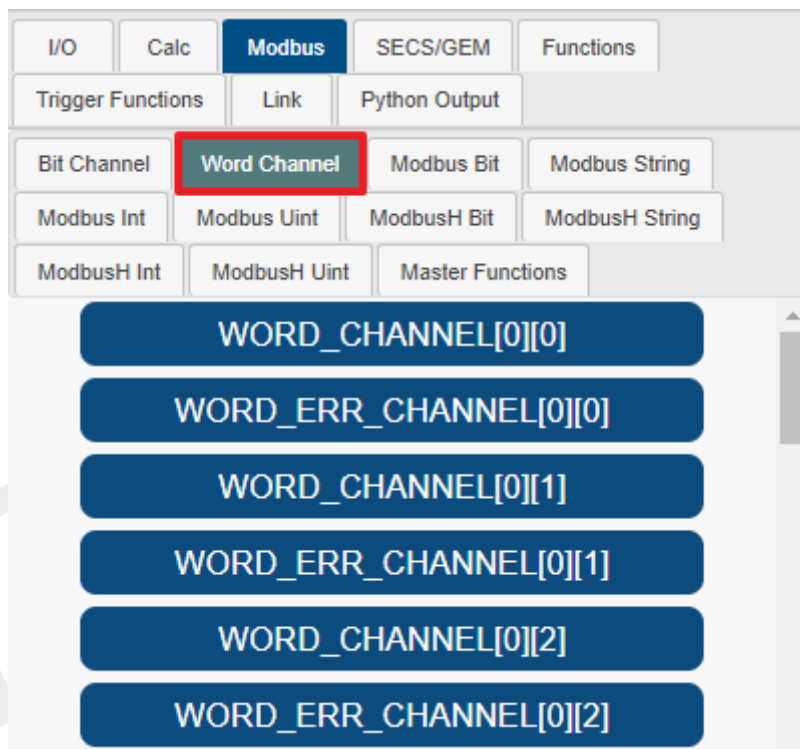 I/O Calc Modbus SECS/GEM Functions
Trigger Functions Link Python Output
Bit Channel Word Channel Modbus Bit Modbus String
Modbus Int Modbus Uint ModbusH Bit ModbusH String
ModbusH Int ModbusH Uint Master Functions
WORD_CHANNEL[0][0]
WORD_ERR_CHANNEL[0][0]
WORD_CHANNEL[0][1]
WORD_ERR_CHANNEL[0][1]
WORD_CHANNEL[0][2]
WORD_ERR_CHANNEL[0][2]